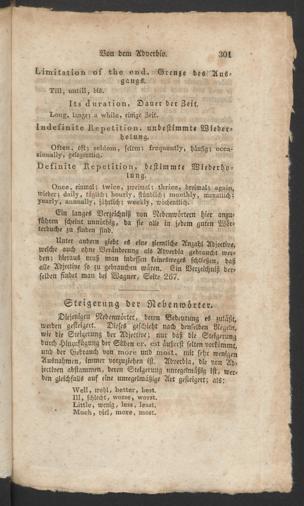 Von dem Adverbio. 301
Limitation of the end. Grenze des Aus-
gangs.
Till, untill, bis.
Its duration. Dauer der Zeit.
Long, lange; a while, einige Zeit.
Indefinite Repetition. unbestimmte Wieder-
holung.
Often, oft; seldom, selten; frequently, häufig; occa-
sionally, gelegentlich.
Definite Repetition, bestimmte Wiederho-
lung.
Once, einmal; twice, zweimal; thrice, dreimal; again,
wieder; daily, täglich; hourly, stündlich; monthly, monatlich;
yearly, annually, jährlich; weekly, wöchentlich.
Ein langes Verzeichniß von Nebenwörtern hier anzu-
führen scheint unnöthig, da sie alle in jedem guten Wör-
terbuche zu finden sind.
Unter andern giebt es eine ziemliche Anzahl Adjective,
welche auch ohne Veränderung als Adverbia gebraucht wer-
den: hieraus muß man indessen keinesweges schließen, daß
alle Adjective so zu gebrauchen wären. Ein Verzeichniß der-
selben findet man bei Wagner, Seite 267.
Steigerung der Nebenwörter.
Diejenigen Nebenwörter, deren Bedeutung es zuläßt,
werden gesteigert. Dieses geschieht nach denselben Regeln,
wie die Steigerung der Adjective; nur daß die Steigerung
durch Hinzufügung der Silben er, est äußerst selten vorkömmt,
und der Gebrauch von more und most, mit sehr wenigen
Ausnahmen, immer vorzuziehen ist. Adverbia, die von Ad-
jectiven abstammen, deren Steigerung unregelmäßig ist, wer-
den gleichfalls auf eine unregelmäßige Art gesteigert; als:
Well, wohl, better, best.
Ill, schlecht, worse, worst.
Little, wenig, less, least.
Much, viel, more, most.